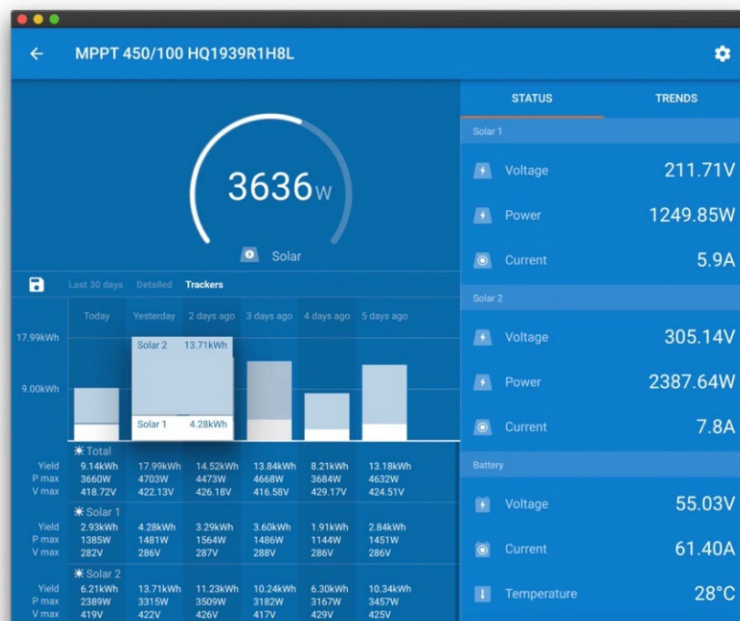 MPPT 450/100 HQ1939R1H8L
3636W
Solar
Last 30 days Detailed Trackers
Today Yesterday 2 days ago 3 days ago 4 days ago 5 days ago
17.99kWh
9.00kWh
Solar 2 13.71kWh
Solar 1 4.28kWh
Total
Yield 9.14kWh 17.99kWh 14.52kWh 13.84kWh 8.21kWh 13.18kWh
P max 3660W 4703W 4473W 4668W 3684W 4632W
V max 418.72V 422.13V 426.18V 416.58V 429.17V 424.51V
Solar 1
Yield 2.93kWh 4.28kWh 3.29kWh 3.60kWh 1.91kWh 2.84kWh
P max 1385W 1481W 1564W 1486W 1144W 1451W
V max 282V 286V 287V 288V 286V 286V
Solar 2
Yield 6.21kWh 13.71kWh 11.23kWh 10.24kWh 6.30kWh 10.34kWh
P max 2389W 3315W 3509W 3182W 3167W 3457W
V max 419V 422V 426V 417V 429V 425V
STATUS TRENDS
Solar 1
Voltage 211.71V
Power 1249.85W
Current 5.9A
Solar 2
Voltage 305.14V
Power 2387.64W
Current 7.8A
Battery
Voltage 55.03V
Current 61.40A
Temperature 28°C